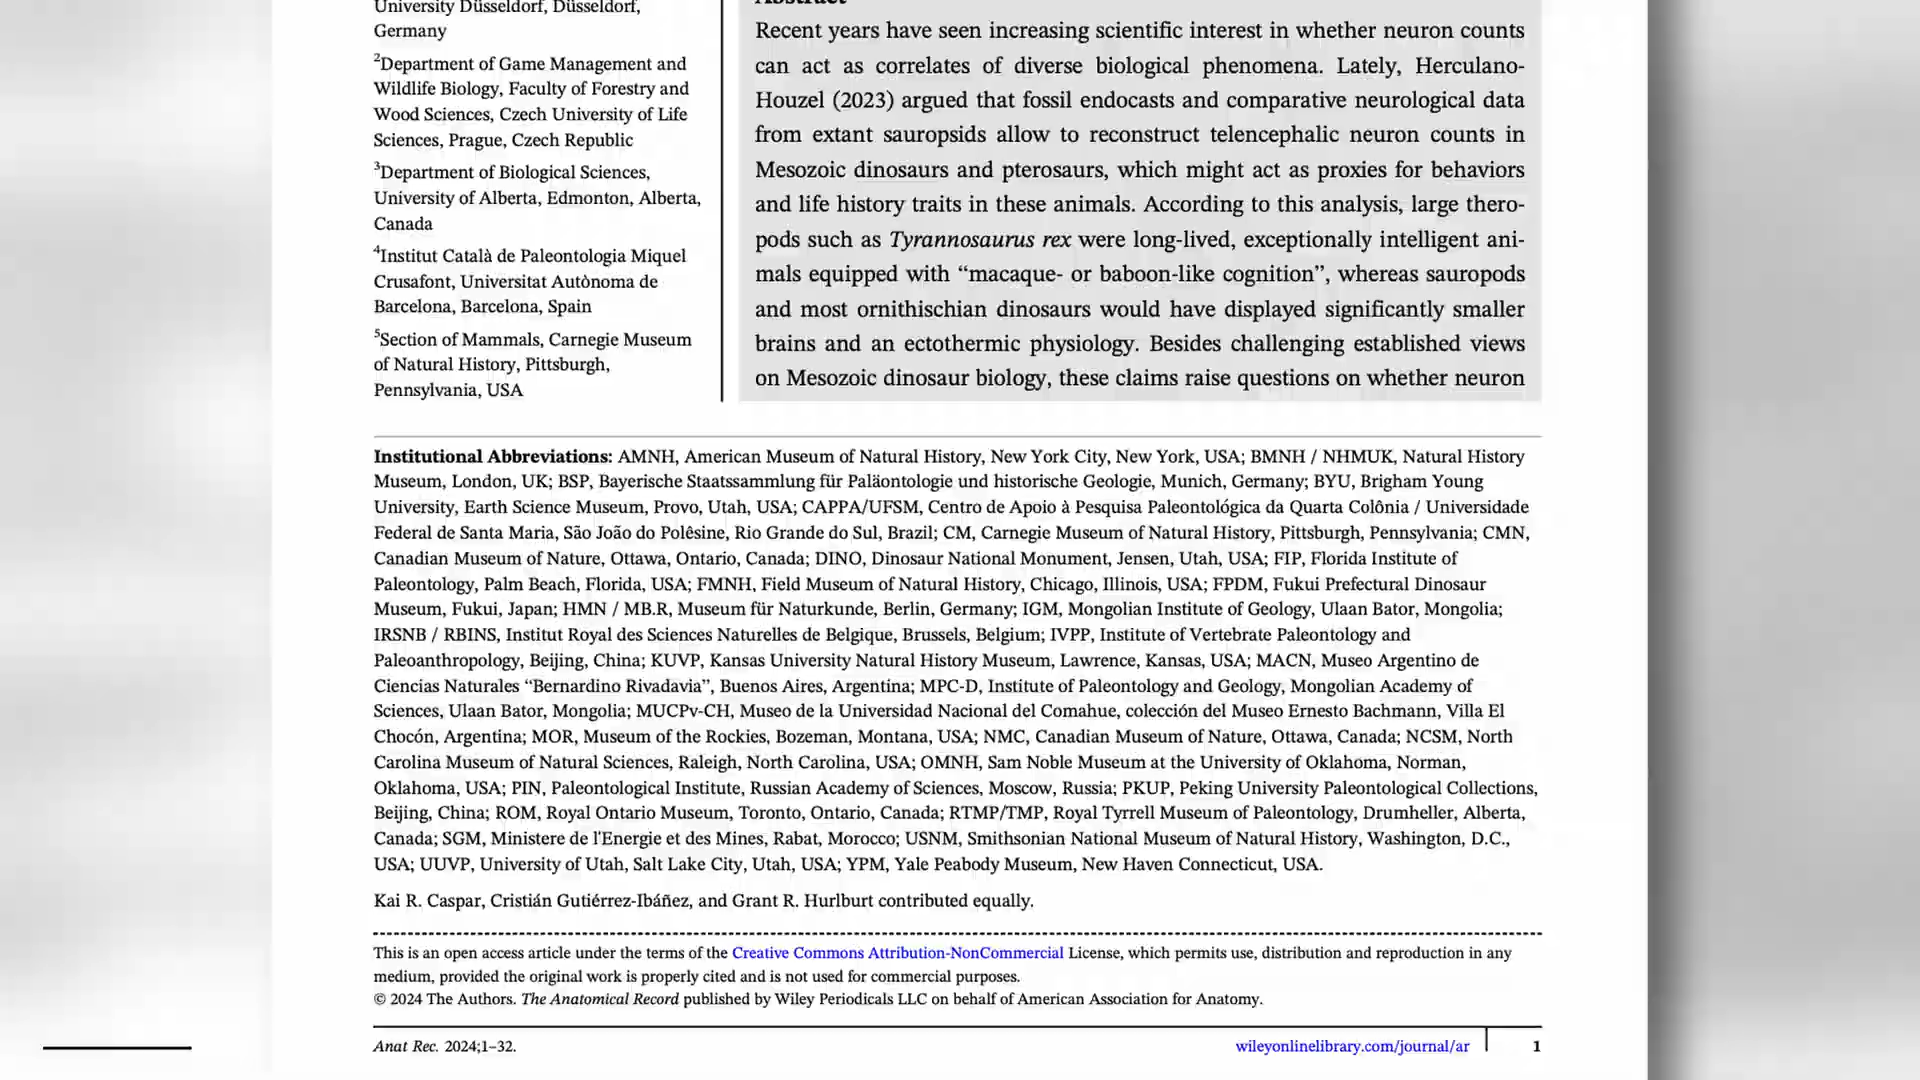 University Düsseldorf, Düsseldorf,
Germany
²Department of Game Management and
Wildlife Biology, Faculty of Forestry and
Wood Sciences, Czech University of Life
Sciences, Prague, Czech Republic
³Department of Biological Sciences,
University of Alberta, Edmonton, Alberta,
Canada
⁴Institut Català de Paleontologia Miquel
Crusafont, Universitat Autònoma de
Barcelona, Barcelona, Spain
⁵Section of Mammals, Carnegie Museum
of Natural History, Pittsburgh,
Pennsylvania, USA
Abstract
Recent years have seen increasing scientific interest in whether neuron counts
can act as correlates of diverse biological phenomena. Lately, Herculano-
Houzel (2023) argued that fossil endocasts and comparative neurological data
from extant sauropsids allow to reconstruct telencephalic neuron counts in
Mesozoic dinosaurs and pterosaurs, which might act as proxies for behaviors
and life history traits in these animals. According to this analysis, large thero-
pods such as Tyrannosaurus rex were long-lived, exceptionally intelligent ani-
mals equipped with “macaque- or baboon-like cognition”, whereas sauropods
and most ornithischian dinosaurs would have displayed significantly smaller
brains and an ectothermic physiology. Besides challenging established views
on Mesozoic dinosaur biology, these claims raise questions on whether neuron
Institutional Abbreviations: AMNH, American Museum of Natural History, New York City, New York, USA; BMNH / NHMUK, Natural History
Museum, London, UK; BSP, Bayerische Staatssammlung für Paläontologie und historische Geologie, Munich, Germany; BYU, Brigham Young
University, Earth Science Museum, Provo, Utah, USA; CAPPA/UFSM, Centro de Apoio à Pesquisa Paleontológica da Quarta Colônia / Universidade
Federal de Santa Maria, São João do Polêsine, Rio Grande do Sul, Brazil; CM, Carnegie Museum of Natural History, Pittsburgh, Pennsylvania; CMN,
Canadian Museum of Nature, Ottawa, Ontario, Canada; DINO, Dinosaur National Monument, Jensen, Utah, USA; FIP, Florida Institute of
Paleontology, Palm Beach, Florida, USA; FMNH, Field Museum of Natural History, Chicago, Illinois, USA; FPDM, Fukui Prefectural Dinosaur
Museum, Fukui, Japan; HMN / MB.R, Museum für Naturkunde, Berlin, Germany; IGM, Mongolian Institute of Geology, Ulaan Bator, Mongolia;
IRSNB / RBINS, Institut Royal des Sciences Naturelles de Belgique, Brussels, Belgium; IVPP, Institute of Vertebrate Paleontology and
Paleoanthropology, Beijing, China; KUVP, Kansas University Natural History Museum, Lawrence, Kansas, USA; MACN, Museo Argentino de
Ciencias Naturales “Bernardino Rivadavia”, Buenos Aires, Argentina; MPC-D, Institute of Paleontology and Geology, Mongolian Academy of
Sciences, Ulaan Bator, Mongolia; MUCPv-CH, Museo de la Universidad Nacional del Comahue, colección del Museo Ernesto Bachmann, Villa El
Chocón, Argentina; MOR, Museum of the Rockies, Bozeman, Montana, USA; NMC, Canadian Museum of Nature, Ottawa, Canada; NCSM, North
Carolina Museum of Natural Sciences, Raleigh, North Carolina, USA; OMNH, Sam Noble Museum at the University of Oklahoma, Norman,
Oklahoma, USA; PIN, Paleontological Institute, Russian Academy of Sciences, Moscow, Russia; PKUP, Peking University Paleontological Collections,
Beijing, China; ROM, Royal Ontario Museum, Toronto, Ontario, Canada; RTMP/TMP, Royal Tyrrell Museum of Paleontology, Drumheller, Alberta,
Canada; SGM, Ministere de l'Energie et des Mines, Rabat, Morocco; USNM, Smithsonian National Museum of Natural History, Washington, D.C.,
USA; UUVP, University of Utah, Salt Lake City, Utah, USA; YPM, Yale Peabody Museum, New Haven Connecticut, USA.
Kai R. Caspar, Cristián Gutiérrez-Ibáñez, and Grant R. Hurlburt contributed equally.
This is an open access article under the terms of the Creative Commons Attribution-NonCommercial License, which permits use, distribution and reproduction in any
medium, provided the original work is properly cited and is not used for commercial purposes.
© 2024 The Authors. The Anatomical Record published by Wiley Periodicals LLC on behalf of American Association for Anatomy.
Anat Rec. 2024;1–32.
wileyonlinelibrary.com/journal/ar
1